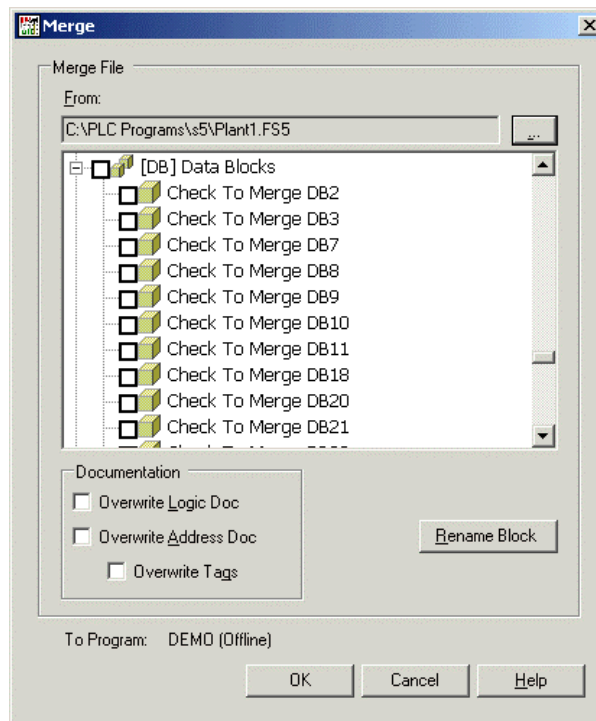 Merge
Merge File
From:
C:\PLC Programs\s5\Plant1.FS5
...
[DB] Data Blocks
Check To Merge DB2
Check To Merge DB3
Check To Merge DB7
Check To Merge DB8
Check To Merge DB9
Check To Merge DB10
Check To Merge DB11
Check To Merge DB18
Check To Merge DB20
Check To Merge DB21
Documentation
Overwrite Logic Doc
Overwrite Address Doc
Rename Block
Overwrite Tags
To Program: DEMO (Offline)
OK Cancel Help